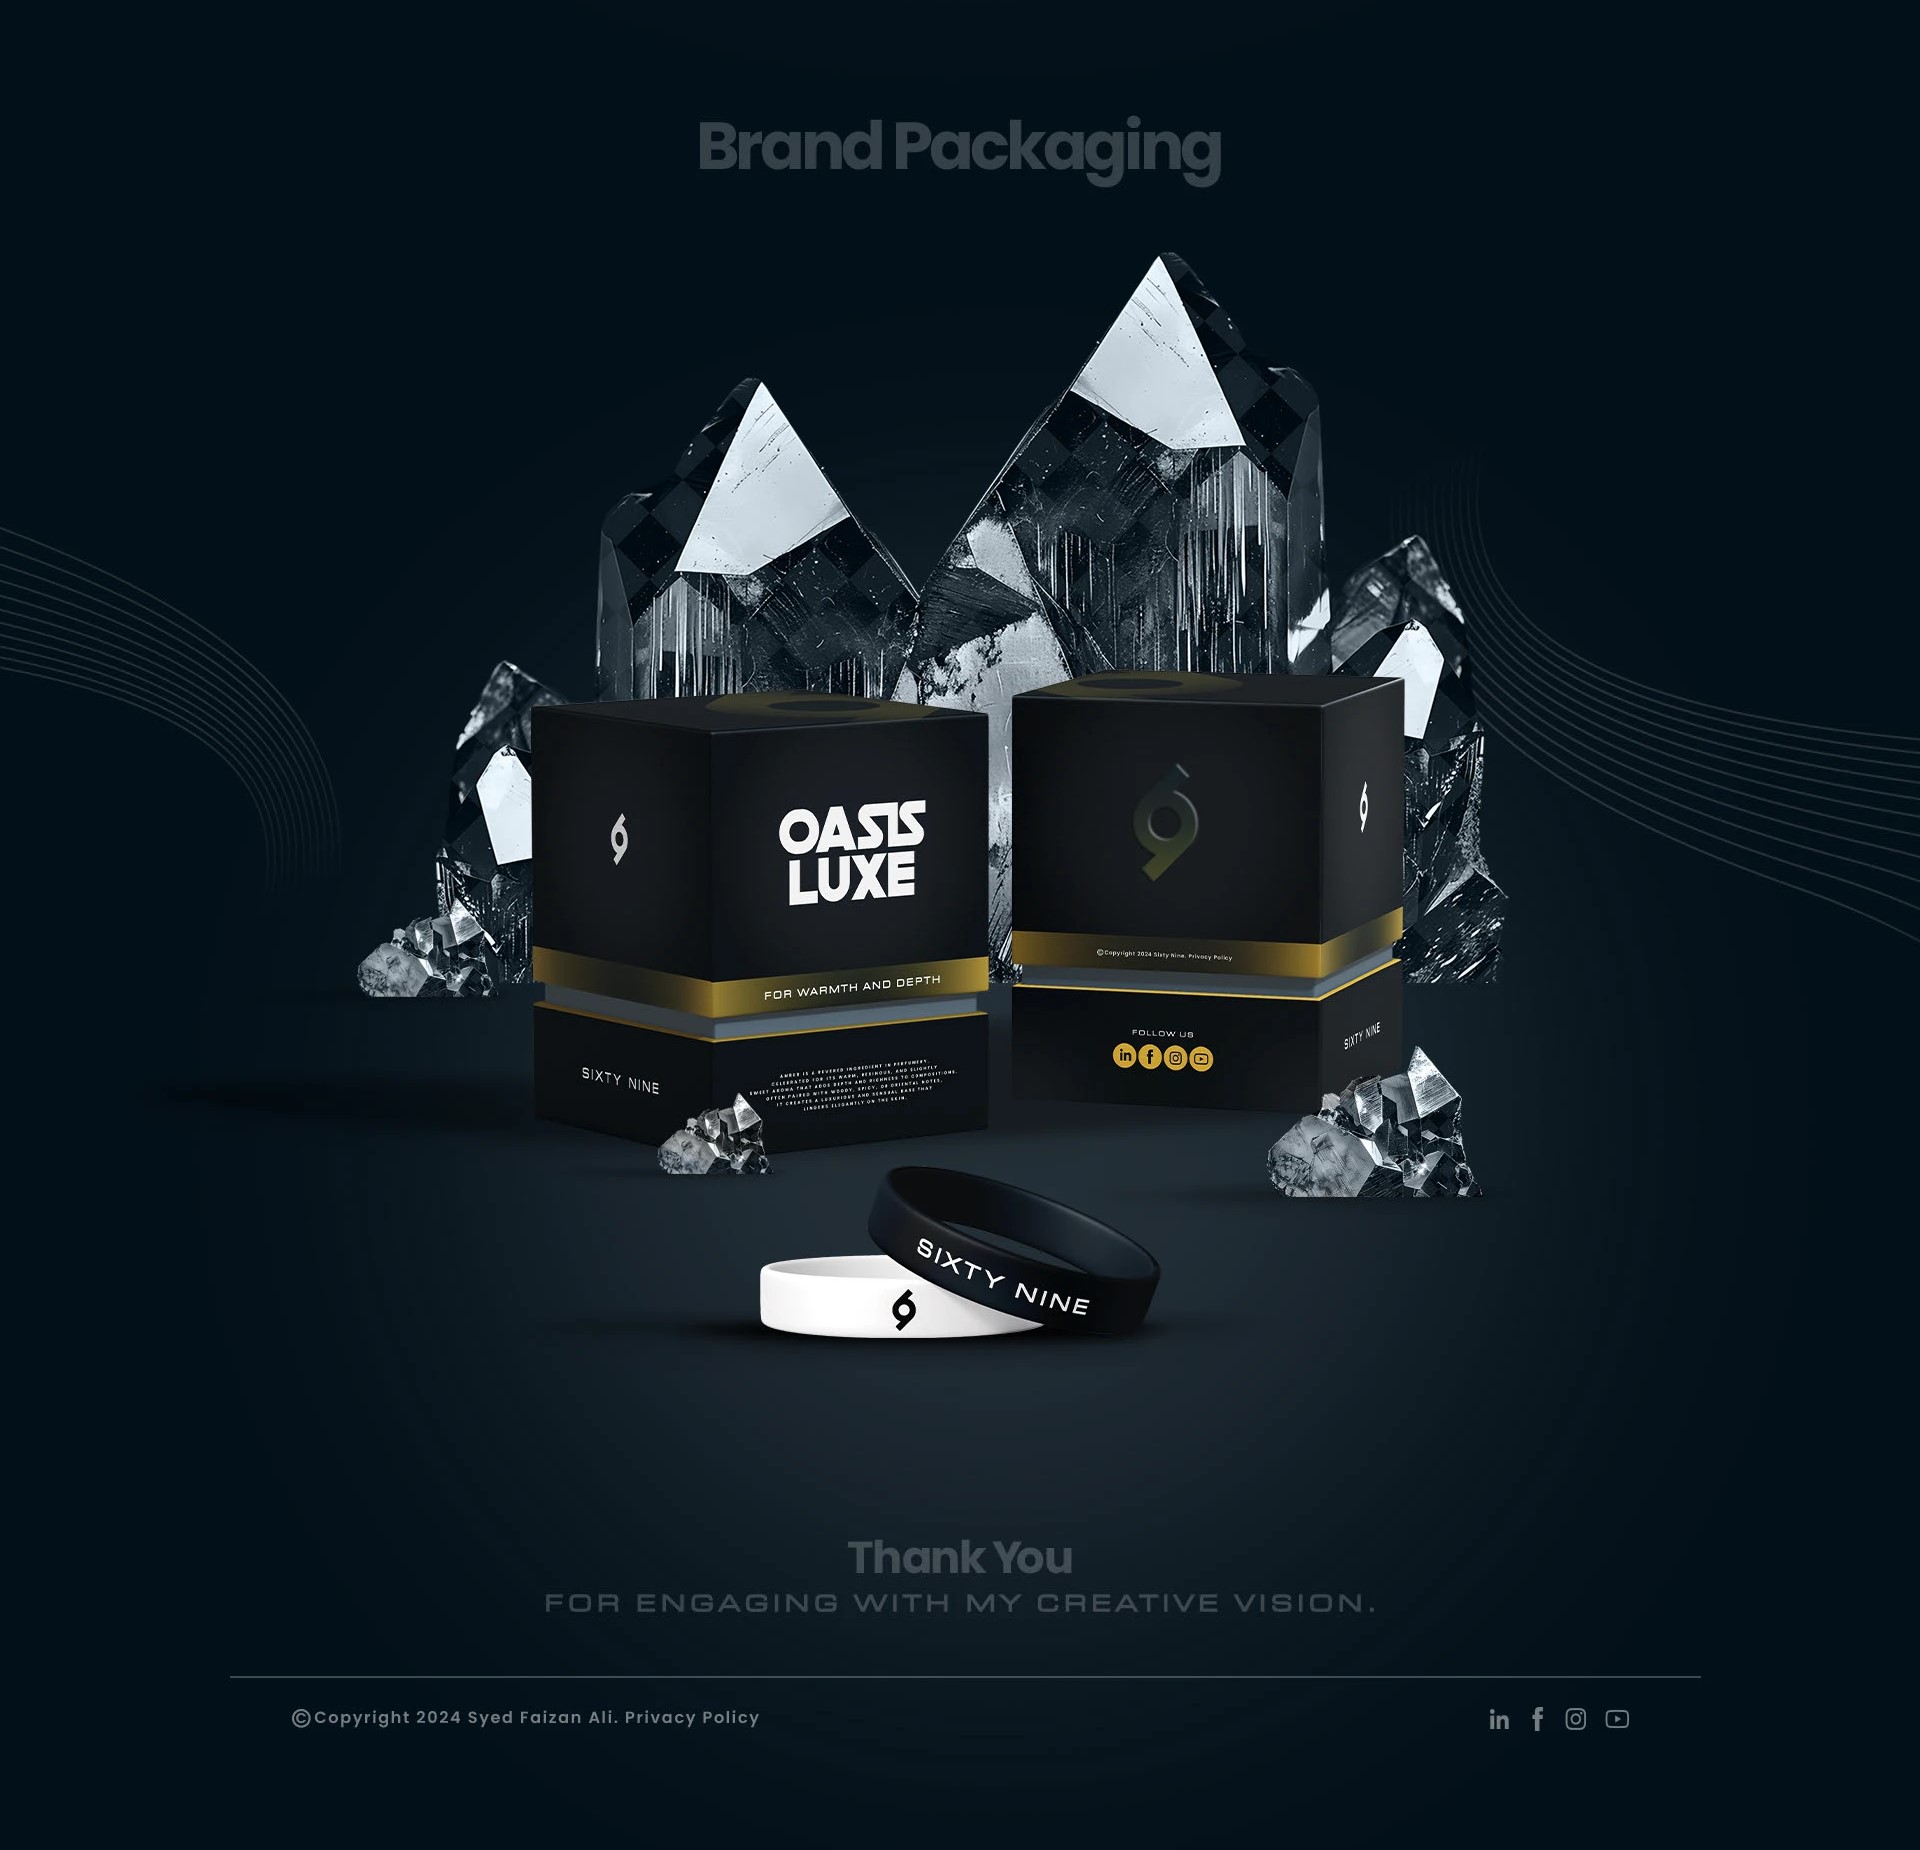 Brand Packaging
OASIS
LUXE
FOR WARMTH AND DEPTH
SIXTY NINE
AMBER IS A REVERED INGREDIENT IN PERFUMERY,
CELEBRATED FOR ITS WARM, RESINOUS, AND SLIGHTLY
SWEET AROMA THAT ADDS DEPTH AND RICHNESS TO COMPOSITIONS.
OFTEN PAIRED WITH WOODY, SPICY, OR ORIENTAL NOTES,
IT CREATES A LUXURIOUS AND SENSUAL BASE THAT
LINGERS ELEGANTLY ON THE SKIN.
©Copyright 2024 Sixty Nine. Privacy Policy
FOLLOW US
in f
SIXTY NINE
SIXTY NINE
Thank You
FOR ENGAGING WITH MY CREATIVE VISION.
©Copyright 2024 Syed Faizan Ali. Privacy Policy
in f